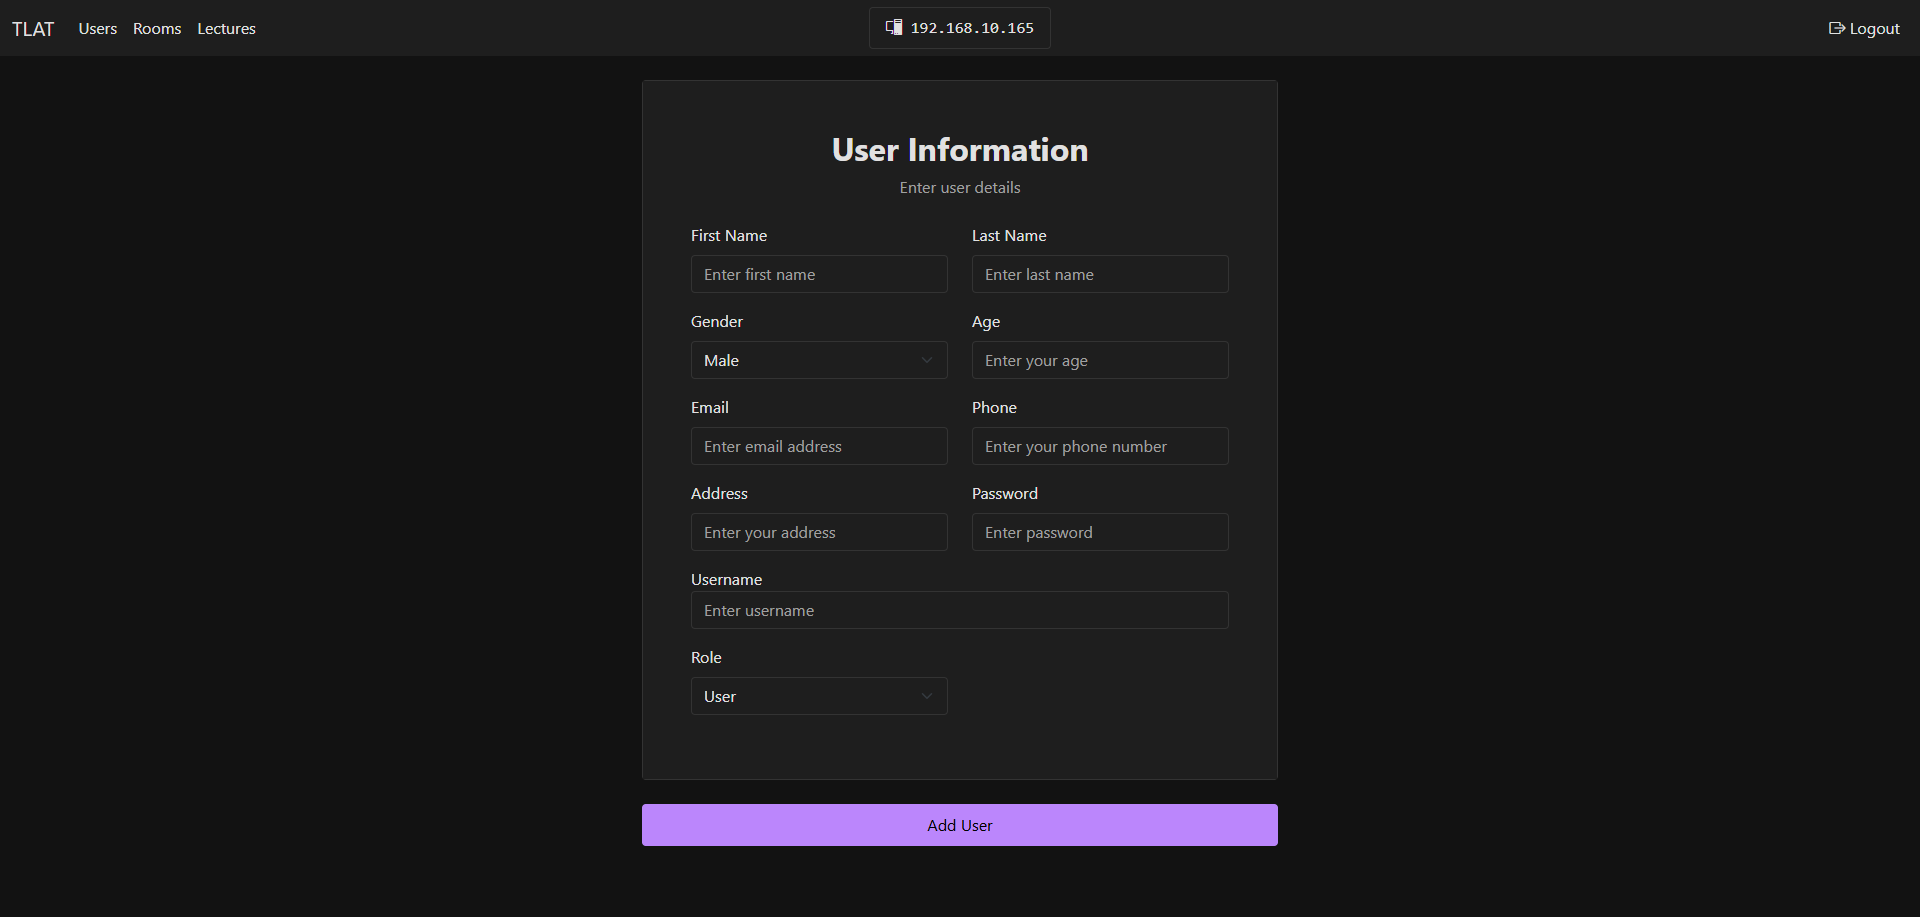 TLAT Users Rooms Lectures 192.168.10.165 Logout
User Information
Enter user details
First Name Last Name
Enter first name Enter last name
Gender Age
Male Enter your age
Email Phone
Enter email address Enter your phone number
Address Password
Enter your address Enter password
Username
Enter username
Role
User
Add User